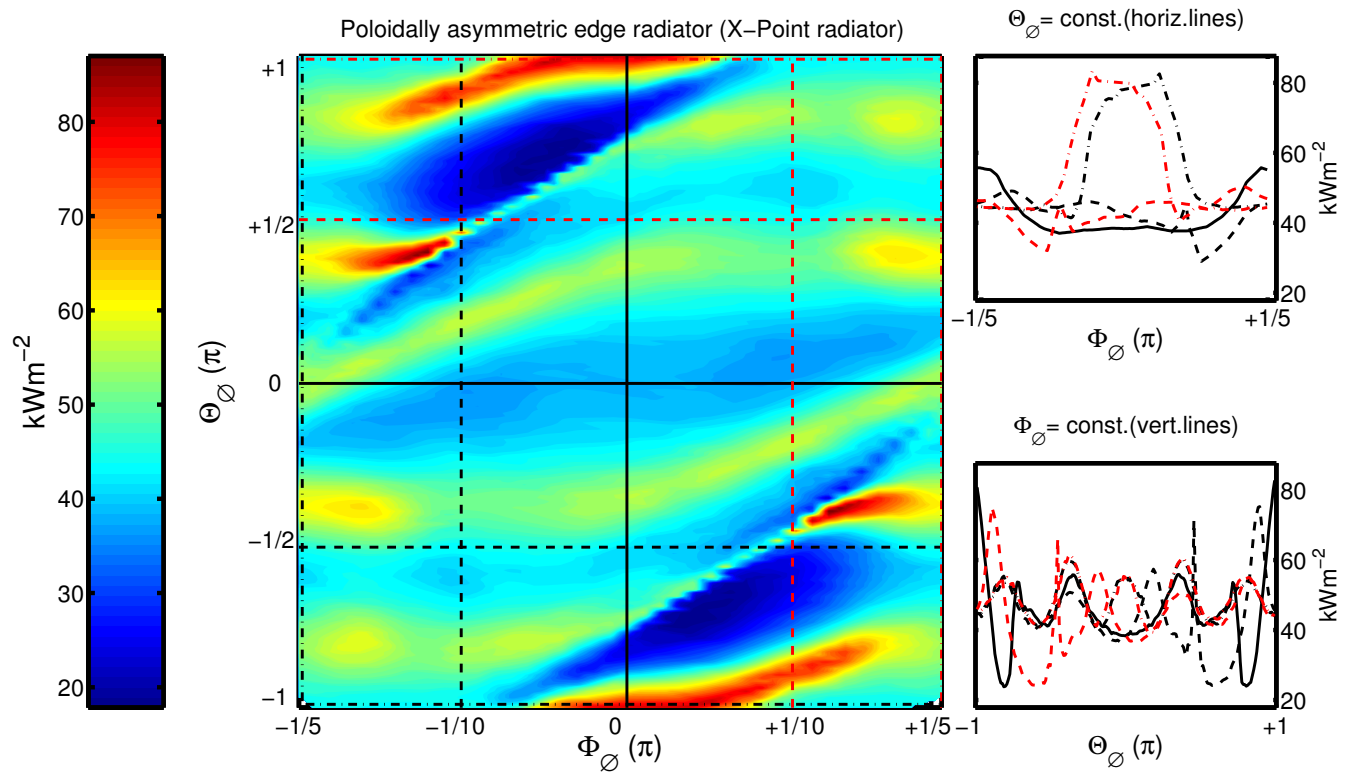 Poloidally asymmetric edge radiator (X−Point radiator)
Θ∅= const.(horiz.lines)
kWm−2
80
70
60
50
40
30
20
Θ∅ (π)
+1
+1/2
0
−1/2
−1
−1/5
−1/10
0
+1/10
+1/5
Φ∅ (π)
80
60
40
20
kWm−2
−1/5
+1/5
Φ∅ (π)
Φ∅= const.(vert.lines)
80
60
40
20
kWm−2
−1
+1
Θ∅ (π)